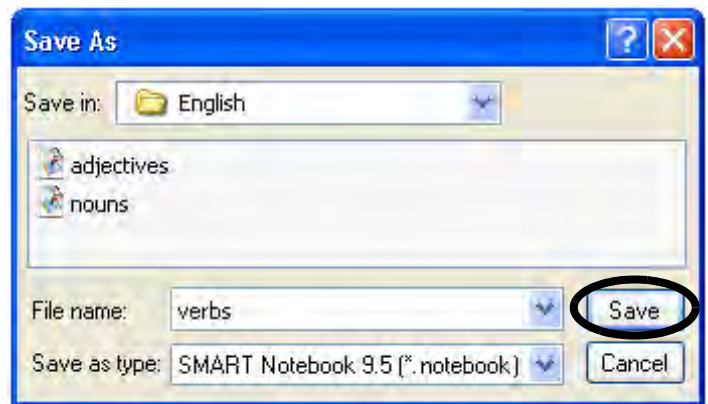 Save As
Save in: English
adjectives
nouns
File name: verbs Save
Save as type: SMART Notebook 9.5 (*.notebook) Cancel